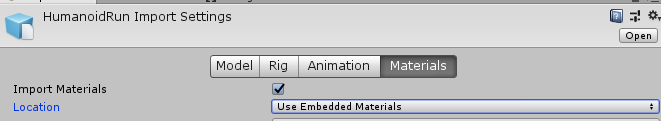 HumanoidRun Import Settings
Open
Model Rig Animation Materials
Import Materials
Location Use Embedded Materials